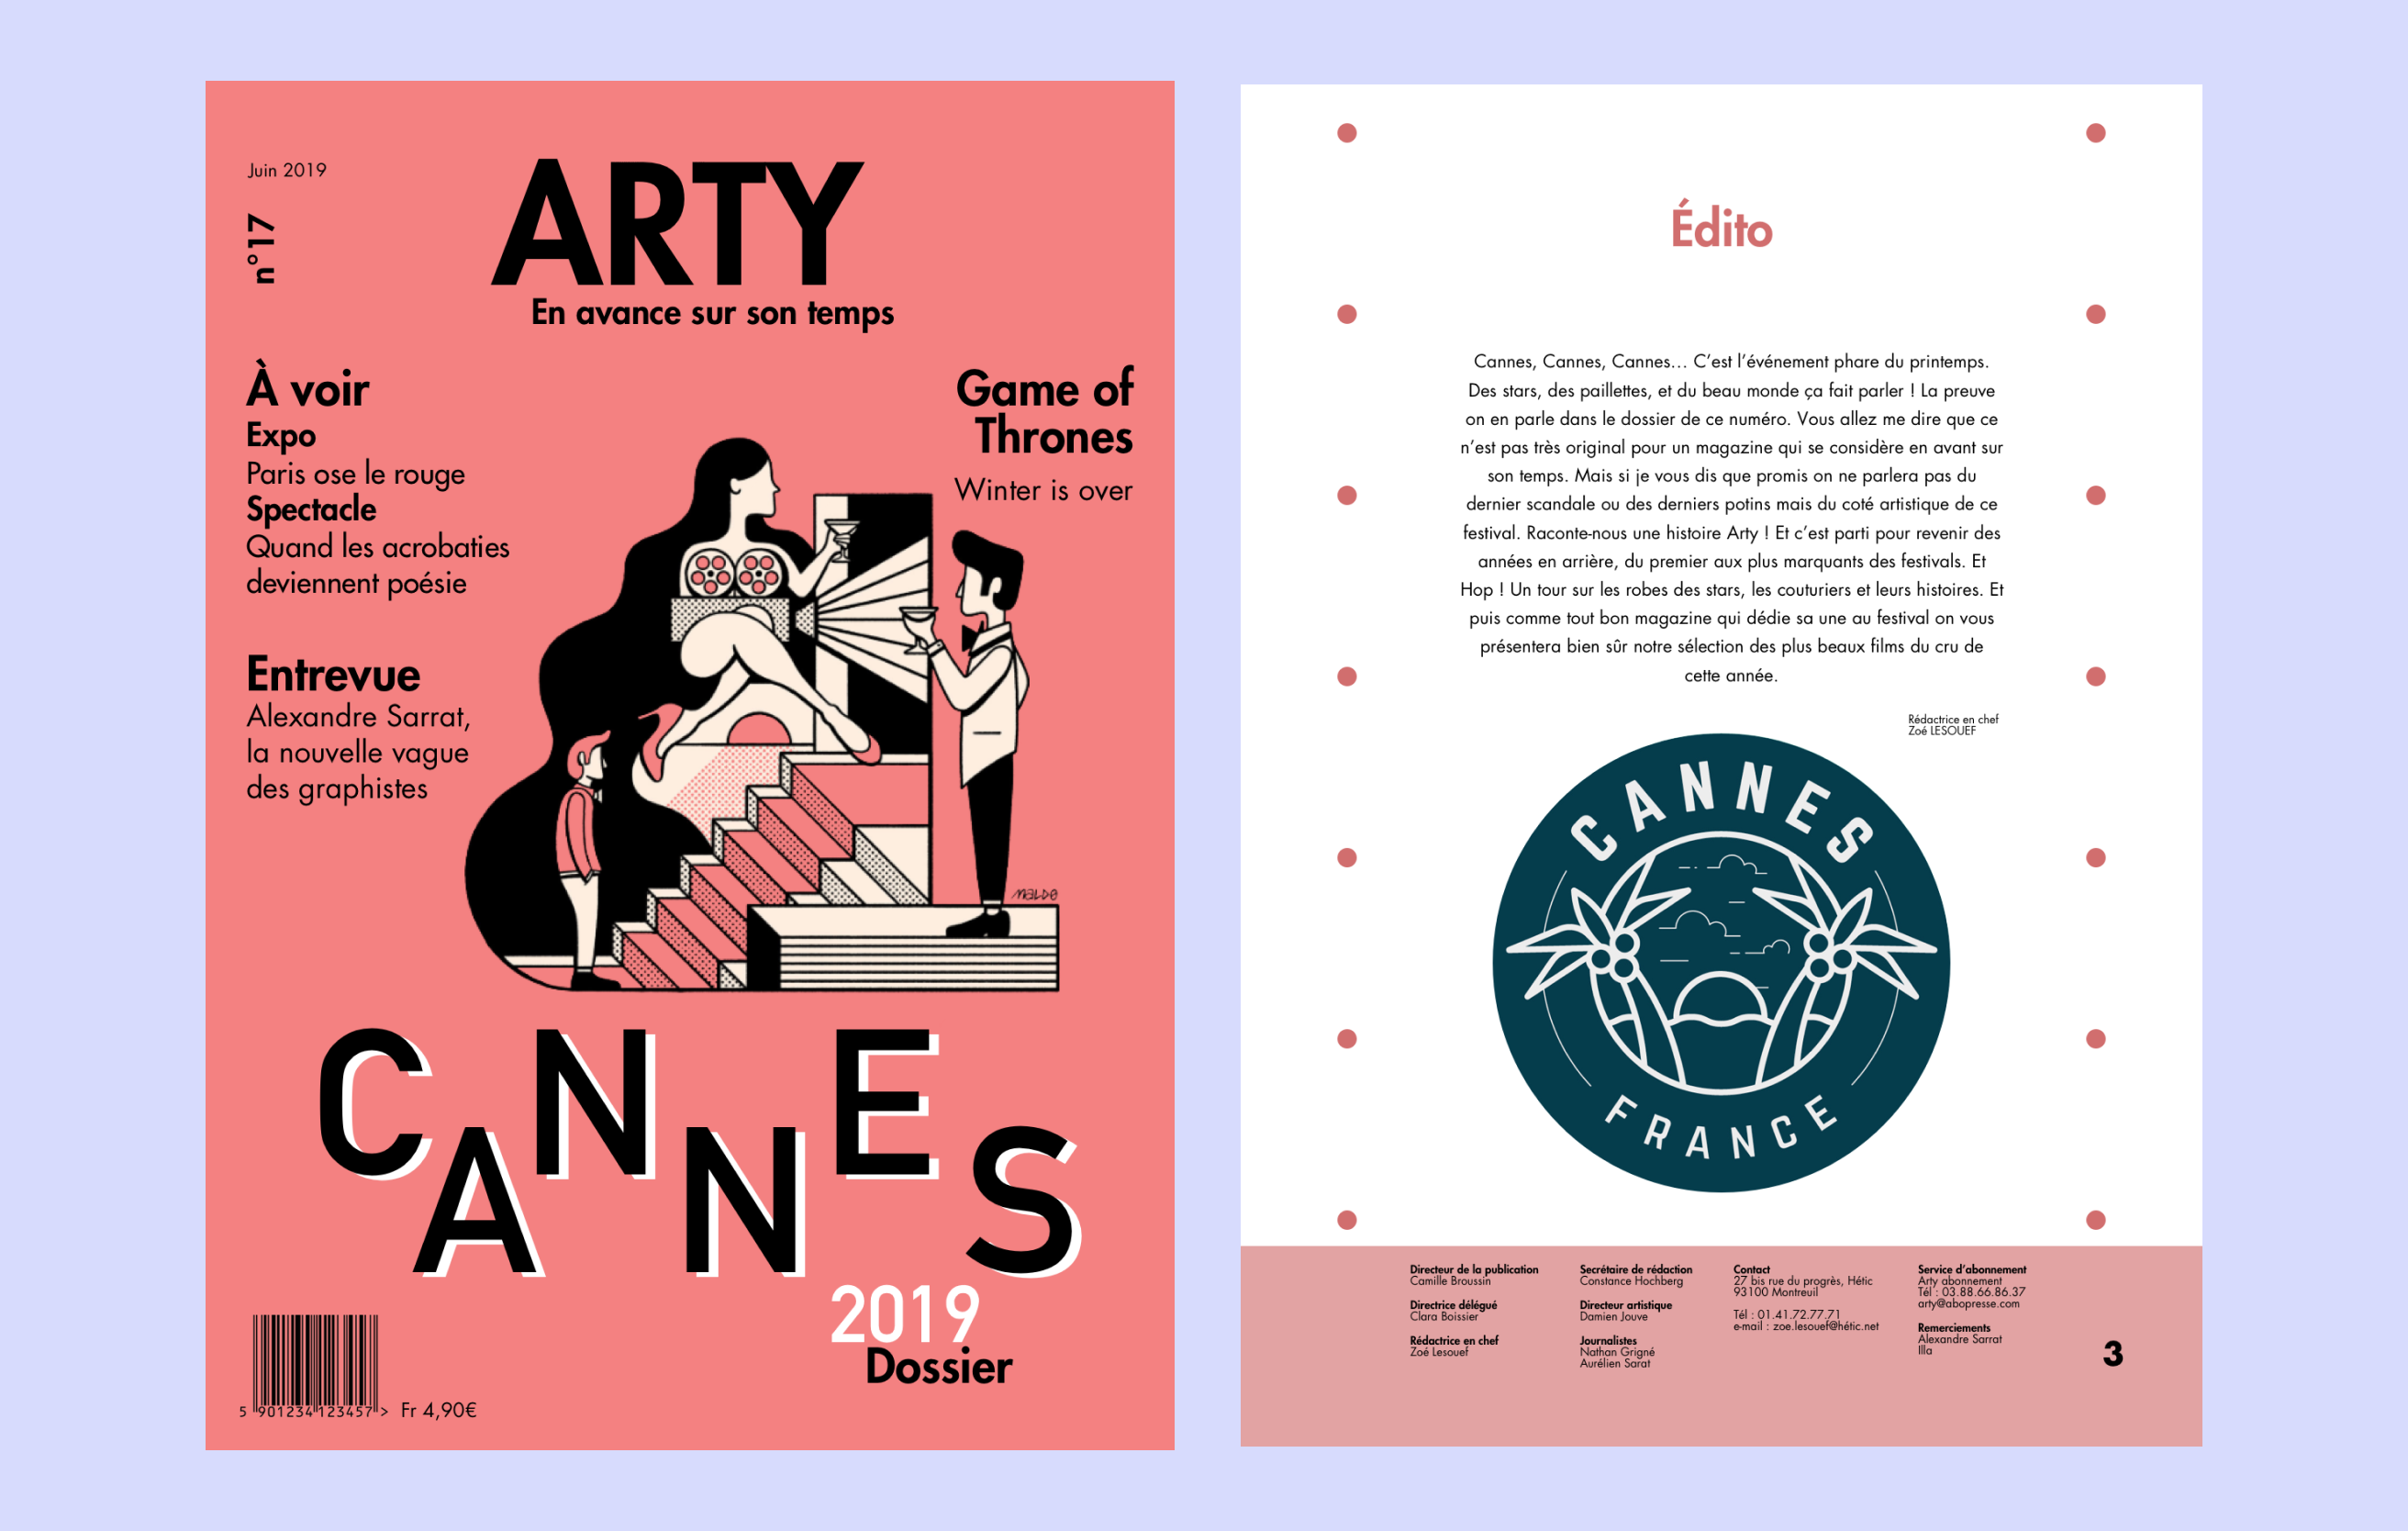 Juin 2019
n°17
ARTY
En avance sur son temps
À voir
Expo
Paris ose le rouge
Spectacle
Quand les acrobaties
deviennent poésie
Entrevue
Alexandre Sarrat,
la nouvelle vague
des graphistes
Game of
Thrones
Winter is over
MALDO
CANNES
2019
Dossier
5 901234 123457 >
Fr 4,90€
Édito
Cannes, Cannes, Cannes... C’est l’événement phare du printemps.
Des stars, des paillettes, et du beau monde ça fait parler ! La preuve
on en parle dans le dossier de ce numéro. Vous allez me dire que ce
n’est pas très original pour un magazine qui se considère en avant sur
son temps. Mais si je vous dis que promis on ne parlera pas du
dernier scandale ou des derniers potins mais du coté artistique de ce
festival. Raconte-nous une histoire Arty ! Et c’est parti pour revenir des
années en arrière, du premier aux plus marquants des festivals. Et
Hop ! Un tour sur les robes des stars, les couturiers et leurs histoires. Et
puis comme tout bon magazine qui dédie sa une au festival on vous
présentera bien sûr notre sélection des plus beaux films du cru de
cette année.
Rédactrice en chef
Zoé LESOUEF
CANNES
FRANCE
Directeur de la publication
Camille Broussin
Directrice délégué
Clara Boissier
Rédactrice en chef
Zoé Lesouef
Secrétaire de rédaction
Constance Hochberg
Directeur artistique
Damien Jouve
Journalistes
Nathan Grigné
Aurélien Sarat
Contact
27 bis rue du progrès, Hétic
93100 Montreuil
Tél : 01.41.72.77.71
e-mail : zoe.lesouef@hétic.net
Service d’abonnement
Arty abonnement
Tél : 03.88.66.86.37
arty@abopresse.com
Remerciements
Alexandre Sarrat
Illa
3